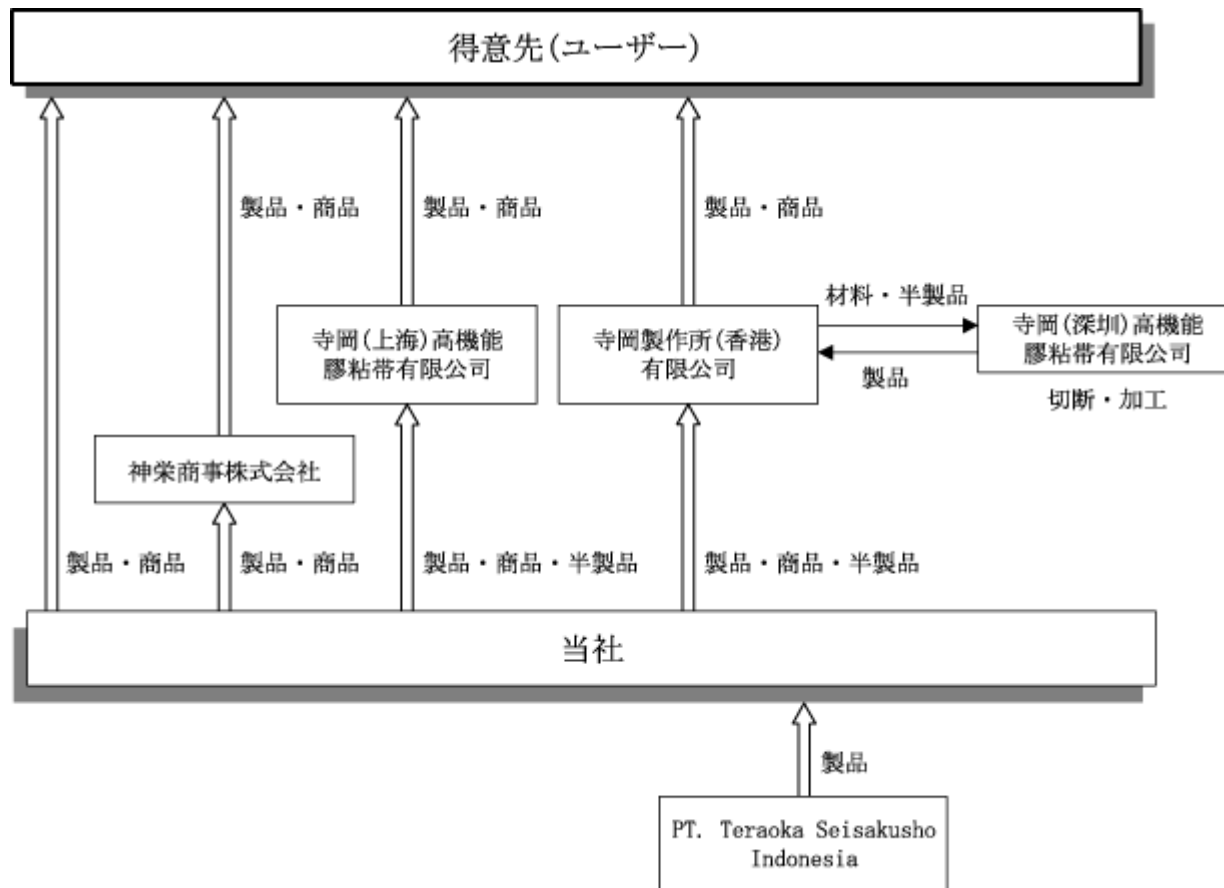 得意先(ユーザー)
製品・商品
製品・商品
製品・商品
材料・半製品
寺岡(上海)高機能
膠粘帯有限公司
寺岡製作所(香港)
有限公司
寺岡(深圳)高機能
膠粘帯有限公司
製品
切断・加工
神栄商事株式会社
製品・商品
製品・商品
製品・商品・半製品
製品・商品・半製品
当社
製品
PT. Teraoka Seisakusho
Indonesia